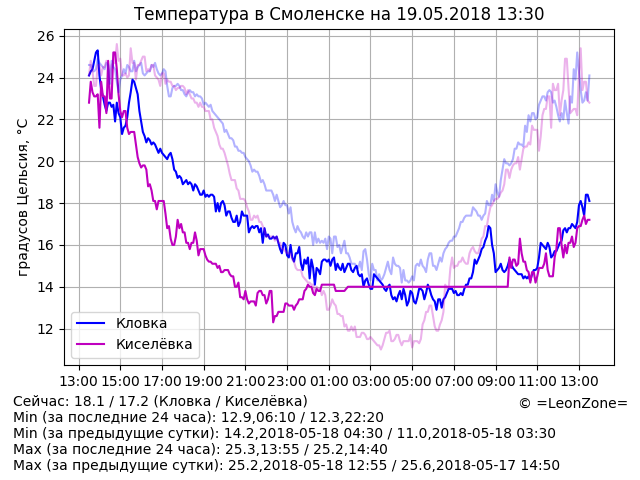 Температура в Смоленске на 19.05.2018 13:30
градусов Цельсия, °C
26
24
22
20
18
16
14
12
Кловка
Киселёвка
13:00 15:00 17:00 19:00 21:00 23:00 01:00 03:00 05:00 07:00 09:00 11:00 13:00
Сейчас: 18.1 / 17.2 (Кловка / Киселёвка)
© =LeonZone=
Min (за последние 24 часа): 12.9,06:10 / 12.3,22:20
Min (за предыдущие сутки): 14.2,2018-05-18 04:30 / 11.0,2018-05-18 03:30
Max (за последние 24 часа): 25.3,13:55 / 25.2,14:40
Max (за предыдущие сутки): 25.2,2018-05-18 12:55 / 25.6,2018-05-17 14:50